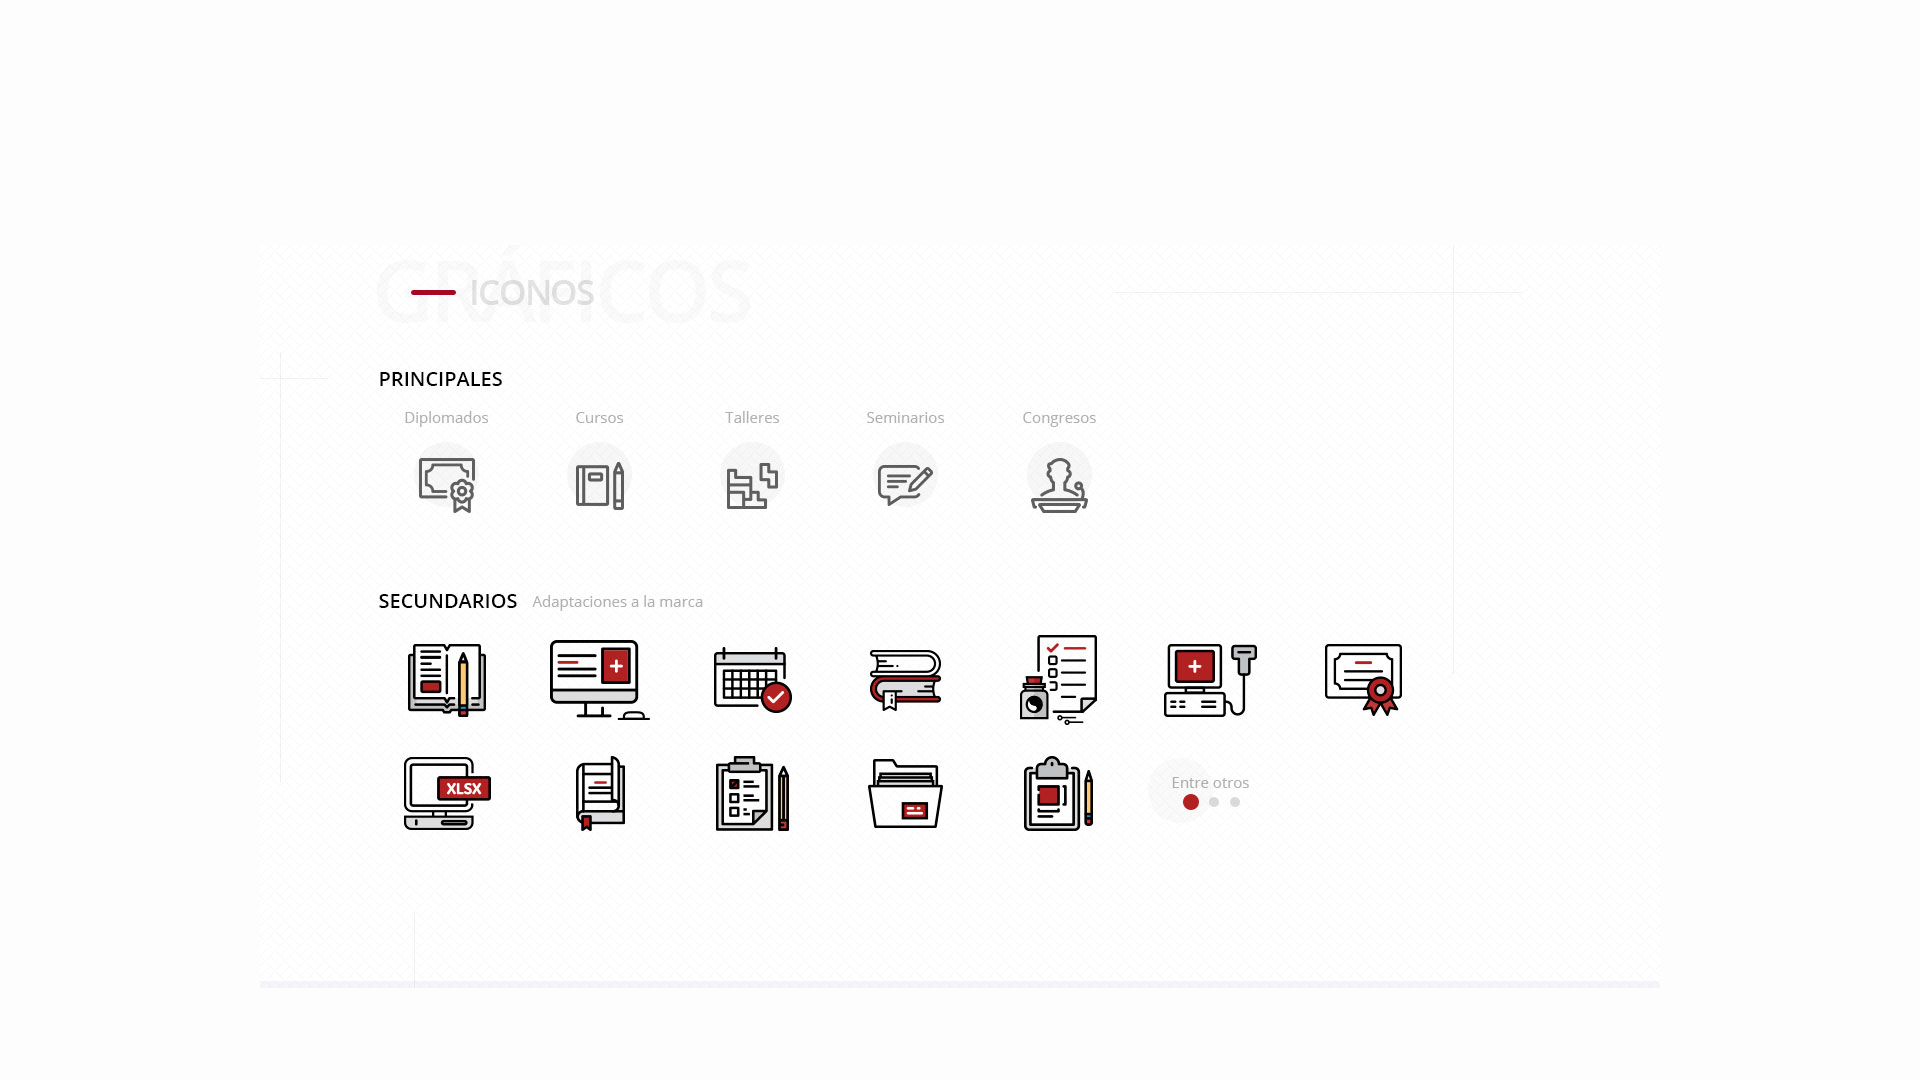 GRÁFICOS
ICONOS
PRINCIPALES
Diplomados Cursos Talleres Seminarios Congresos
SECUNDARIOS Adaptaciones a la marca
XLSX
Entre otros